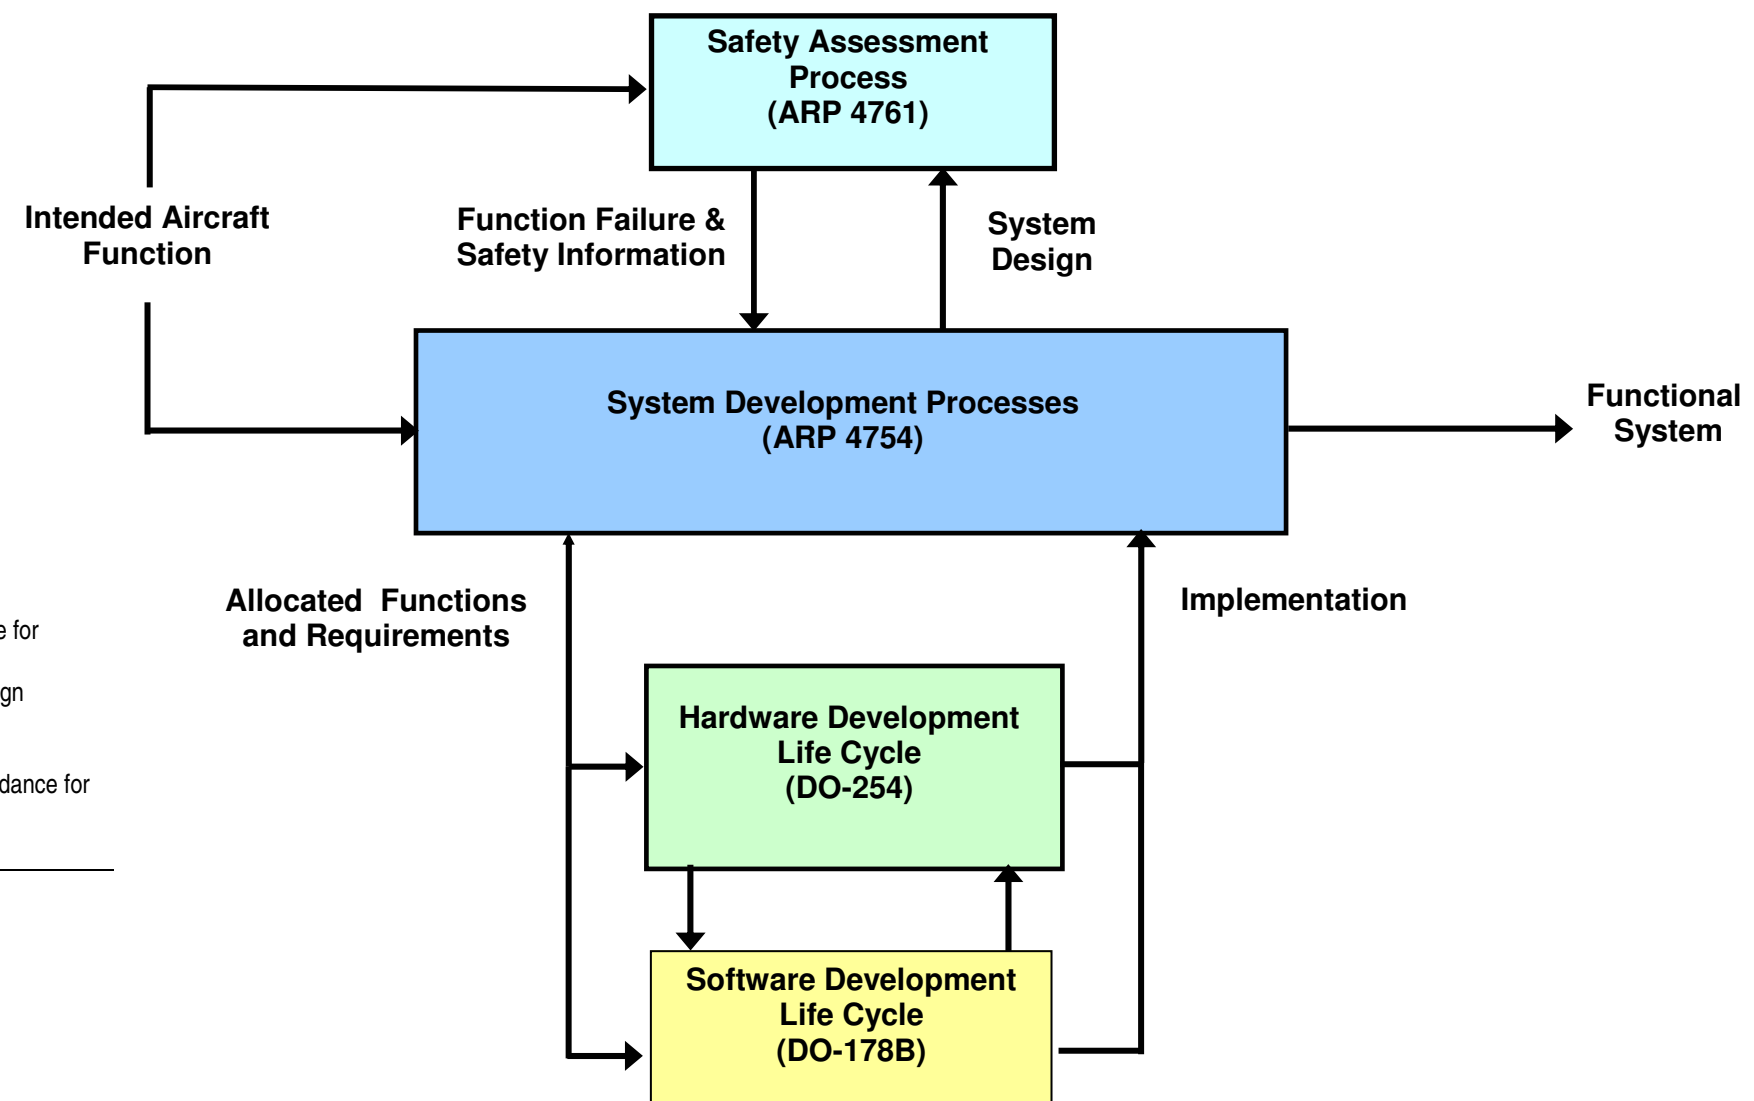 Safety Assessment
Process
(ARP 4761)
Intended Aircraft
Function
Function Failure &
Safety Information
System
Design
System Development Processes
(ARP 4754)
Functional
System
Allocated Functions
and Requirements
Implementation
e for
gn
dance for
Hardware Development
Life Cycle
(DO-254)
Software Development
Life Cycle
(DO-178B)